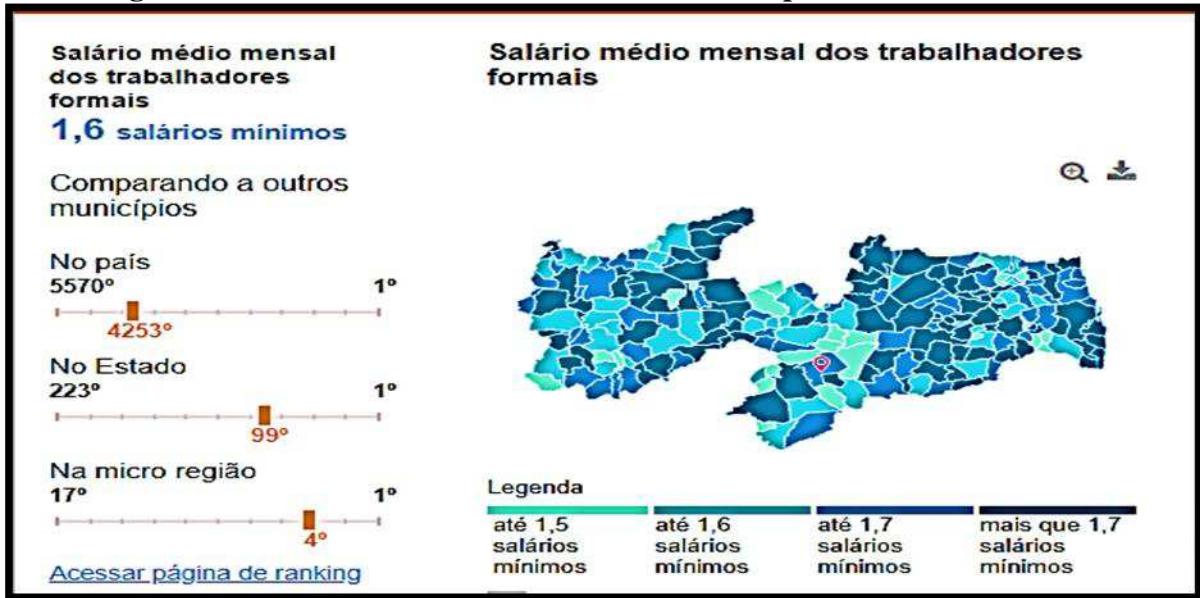 Salário médio mensal
dos trabalhadores
formais
1,6 salários mínimos
Comparando a outros
municípios
No país
5570º 1º
4253º
No Estado
223º 1º
99º
Na micro região
17º 1º
4º
Acessar página de ranking
Salário médio mensal dos trabalhadores
formais
Legenda
até 1,5
salários
mínimos
até 1,6
salários
mínimos
até 1,7
salários
mínimos
mais que 1,7
salários
mínimos